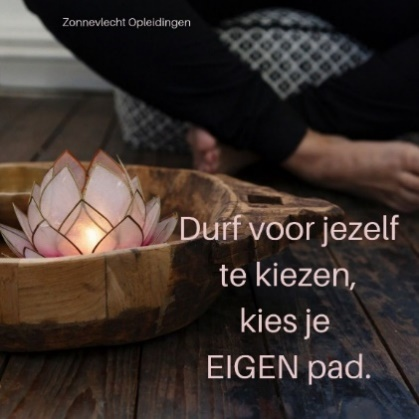 Zonnevlecht Opleidingen
Durf voor jezelf
te kiezen,
kies je
EIGEN pad.